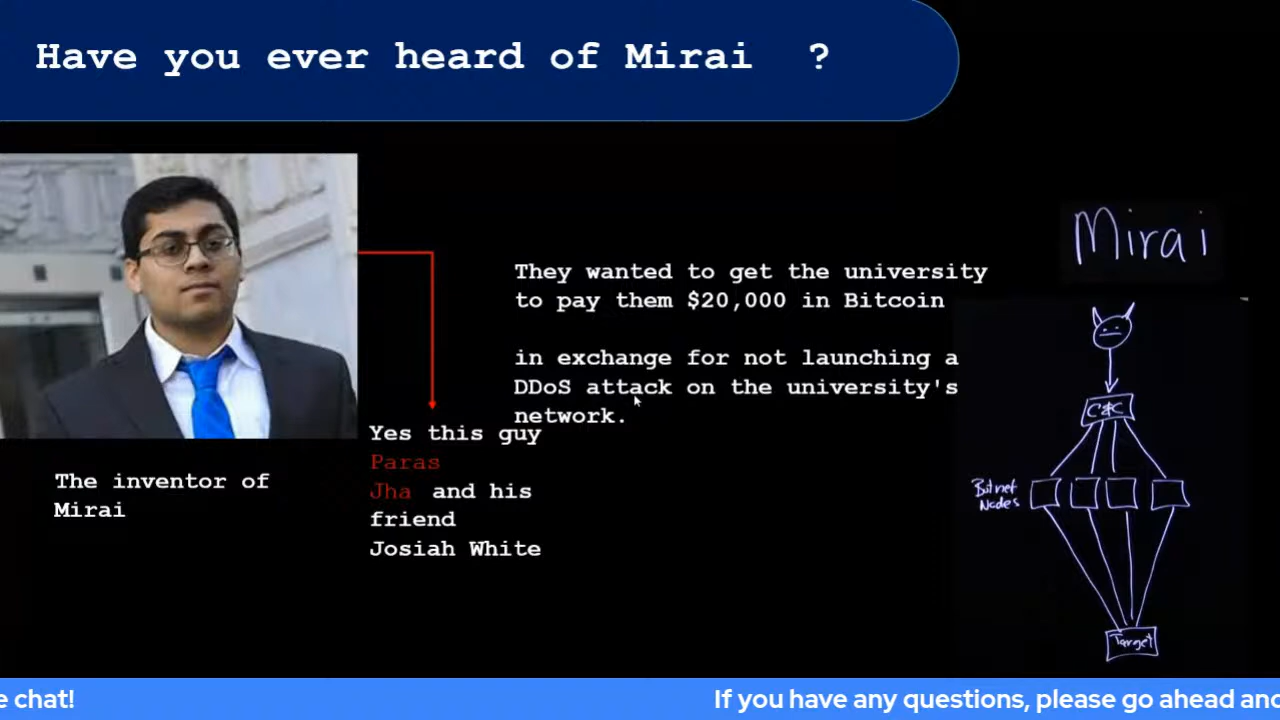 Have you ever heard of Mirai ?
They wanted to get the university
to pay them $20,000 in Bitcoin
in exchange for not launching a
DDoS attack on the university's
network.
Yes this guy
Paras
Jha and his
friend
Josiah White
The inventor of
Mirai
Mirai
C&C
Bitnet
Nodes
Target
e chat!
If you have any questions, please go ahead and